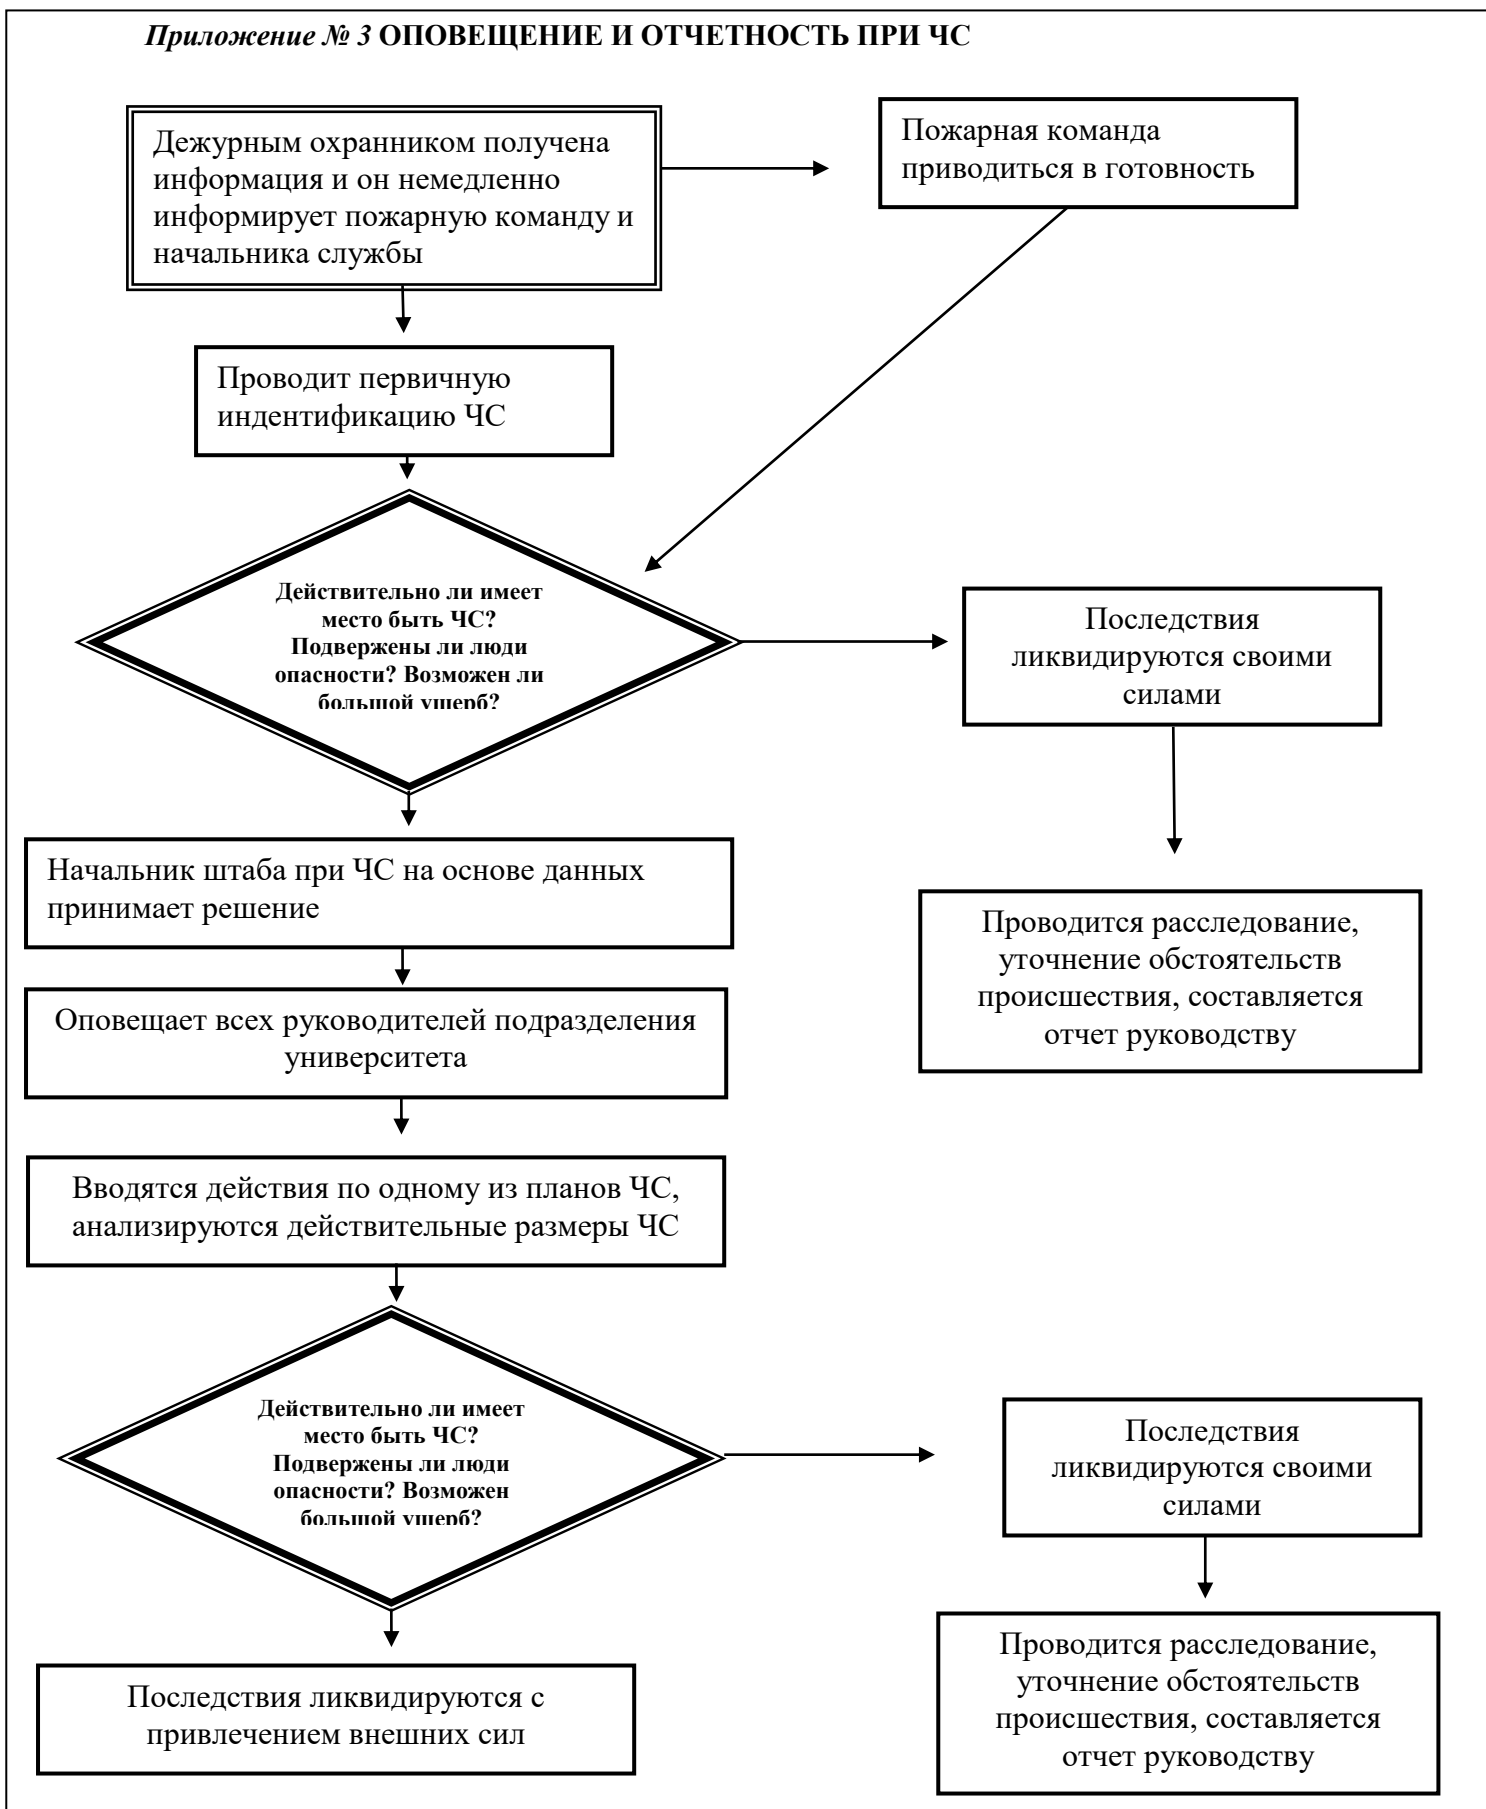 Приложение № 3 ОПОВЕЩЕНИЕ И ОТЧЕТНОСТЬ ПРИ ЧС
Дежурным охранником получена
информация и он немедленно
информирует пожарную команду и
начальника службы
Пожарная команда
приводиться в готовность
Проводит первичную
индентификацию ЧС
Действительно ли имеет
место быть ЧС?
Подвержены ли люди
опасности? Возможен ли
большой ущерб?
Последствия
ликвидируются своими
силами
Начальник штаба при ЧС на основе данных
принимает решение
Проводится расследование,
уточнение обстоятельств
происшествия, составляется
отчет руководству
Оповещает всех руководителей подразделения
университета
Вводятся действия по одному из планов ЧС,
анализируются действительные размеры ЧС
Действительно ли имеет
место быть ЧС?
Подвержены ли люди
опасности? Возможен
большой ущерб?
Последствия
ликвидируются своими
силами
Последствия ликвидируются с
привлечением внешних сил
Проводится расследование,
уточнение обстоятельств
происшествия, составляется
отчет руководству